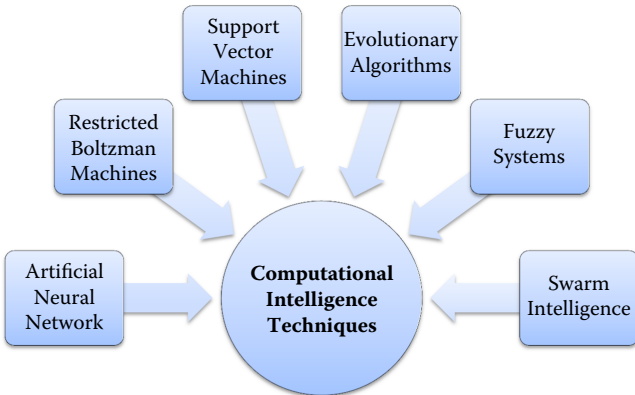 Support
Vector
Machines
Evolutionary
Algorithms
Restricted
Boltzman
Machines
Fuzzy
Systems
Artificial
Neural
Network
Computational
Intelligence
Techniques
Swarm
Intelligence